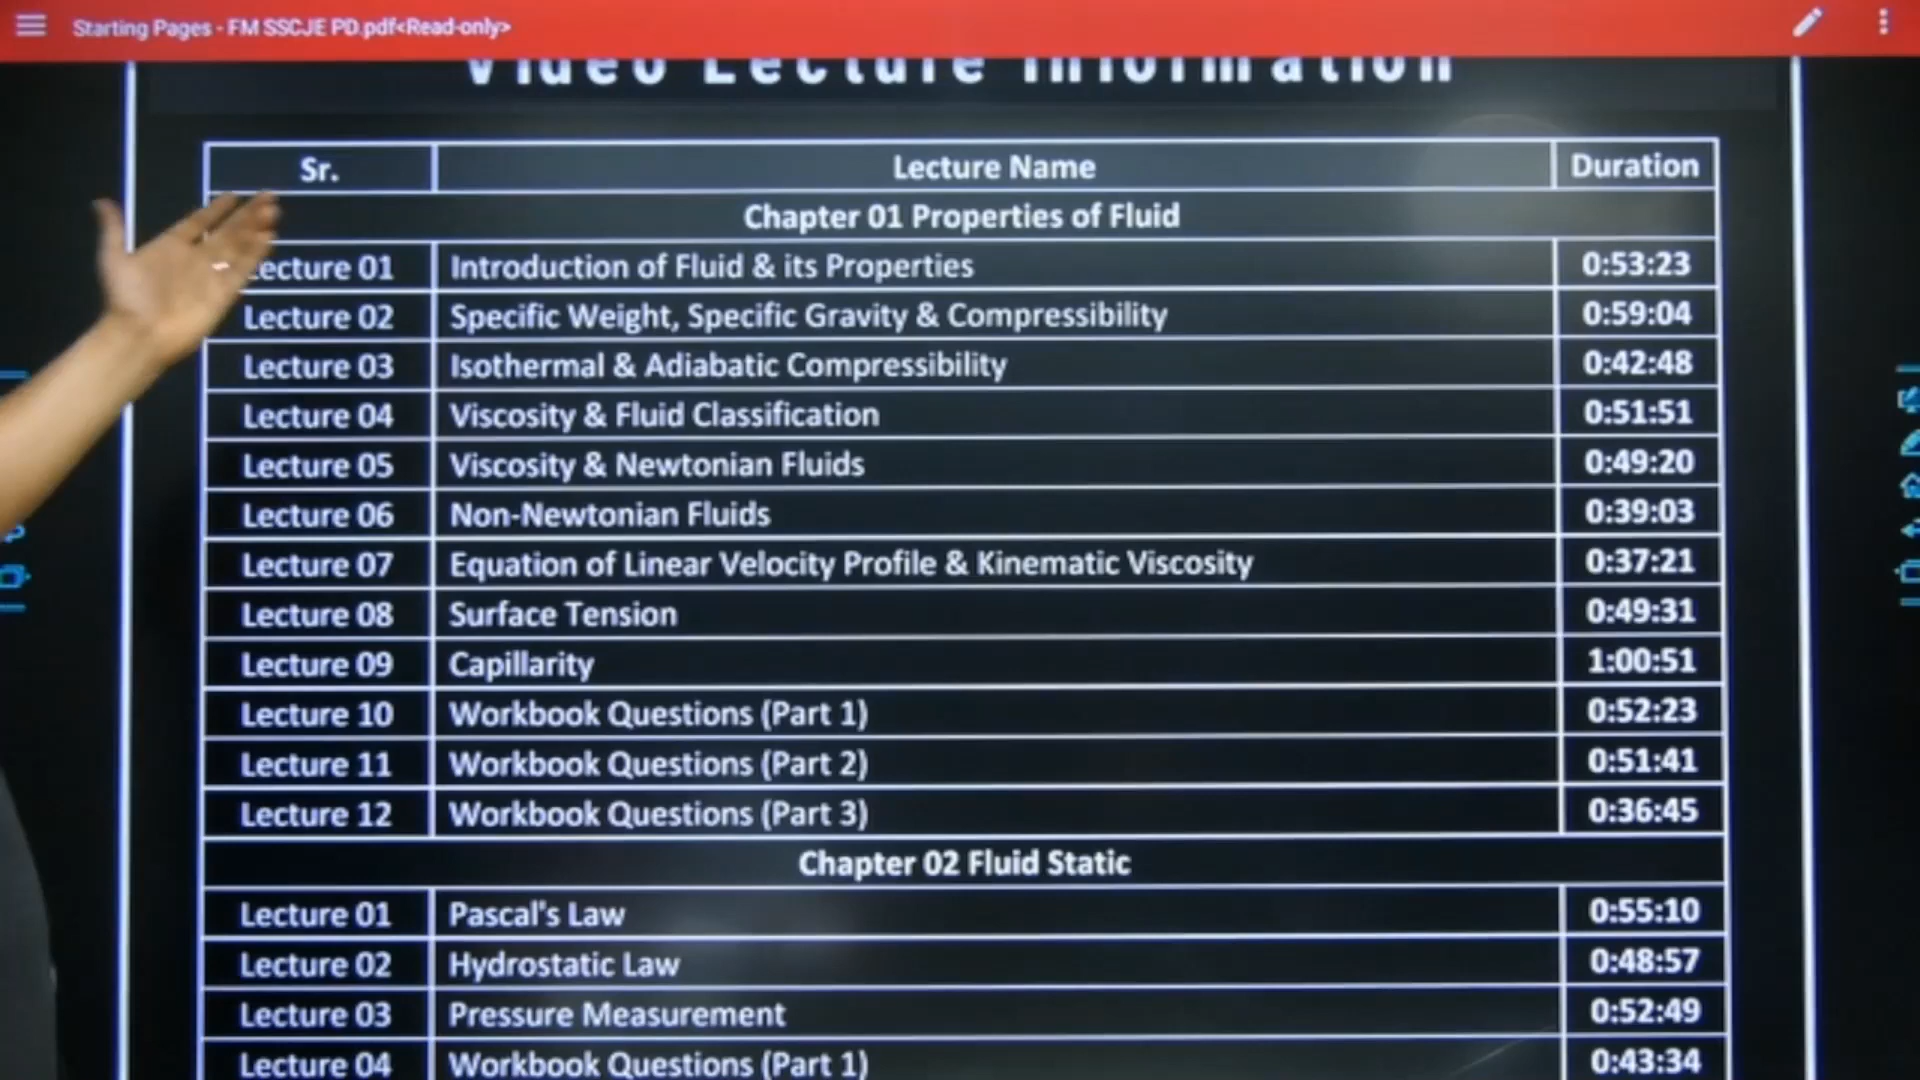 Starting Pages - FM SSCJE PD.pdf<Read-only>
Video Lecture Information
Sr. Lecture Name Duration
Chapter 01 Properties of Fluid
Lecture 01 Introduction of Fluid & its Properties 0:53:23
Lecture 02 Specific Weight, Specific Gravity & Compressibility 0:59:04
Lecture 03 Isothermal & Adiabatic Compressibility 0:42:48
Lecture 04 Viscosity & Fluid Classification 0:51:51
Lecture 05 Viscosity & Newtonian Fluids 0:49:20
Lecture 06 Non-Newtonian Fluids 0:39:03
Lecture 07 Equation of Linear Velocity Profile & Kinematic Viscosity 0:37:21
Lecture 08 Surface Tension 0:49:31
Lecture 09 Capillarity 1:00:51
Lecture 10 Workbook Questions (Part 1) 0:52:23
Lecture 11 Workbook Questions (Part 2) 0:51:41
Lecture 12 Workbook Questions (Part 3) 0:36:45
Chapter 02 Fluid Static
Lecture 01 Pascal's Law 0:55:10
Lecture 02 Hydrostatic Law 0:48:57
Lecture 03 Pressure Measurement 0:52:49
Lecture 04 Workbook Questions (Part 1) 0:43:34